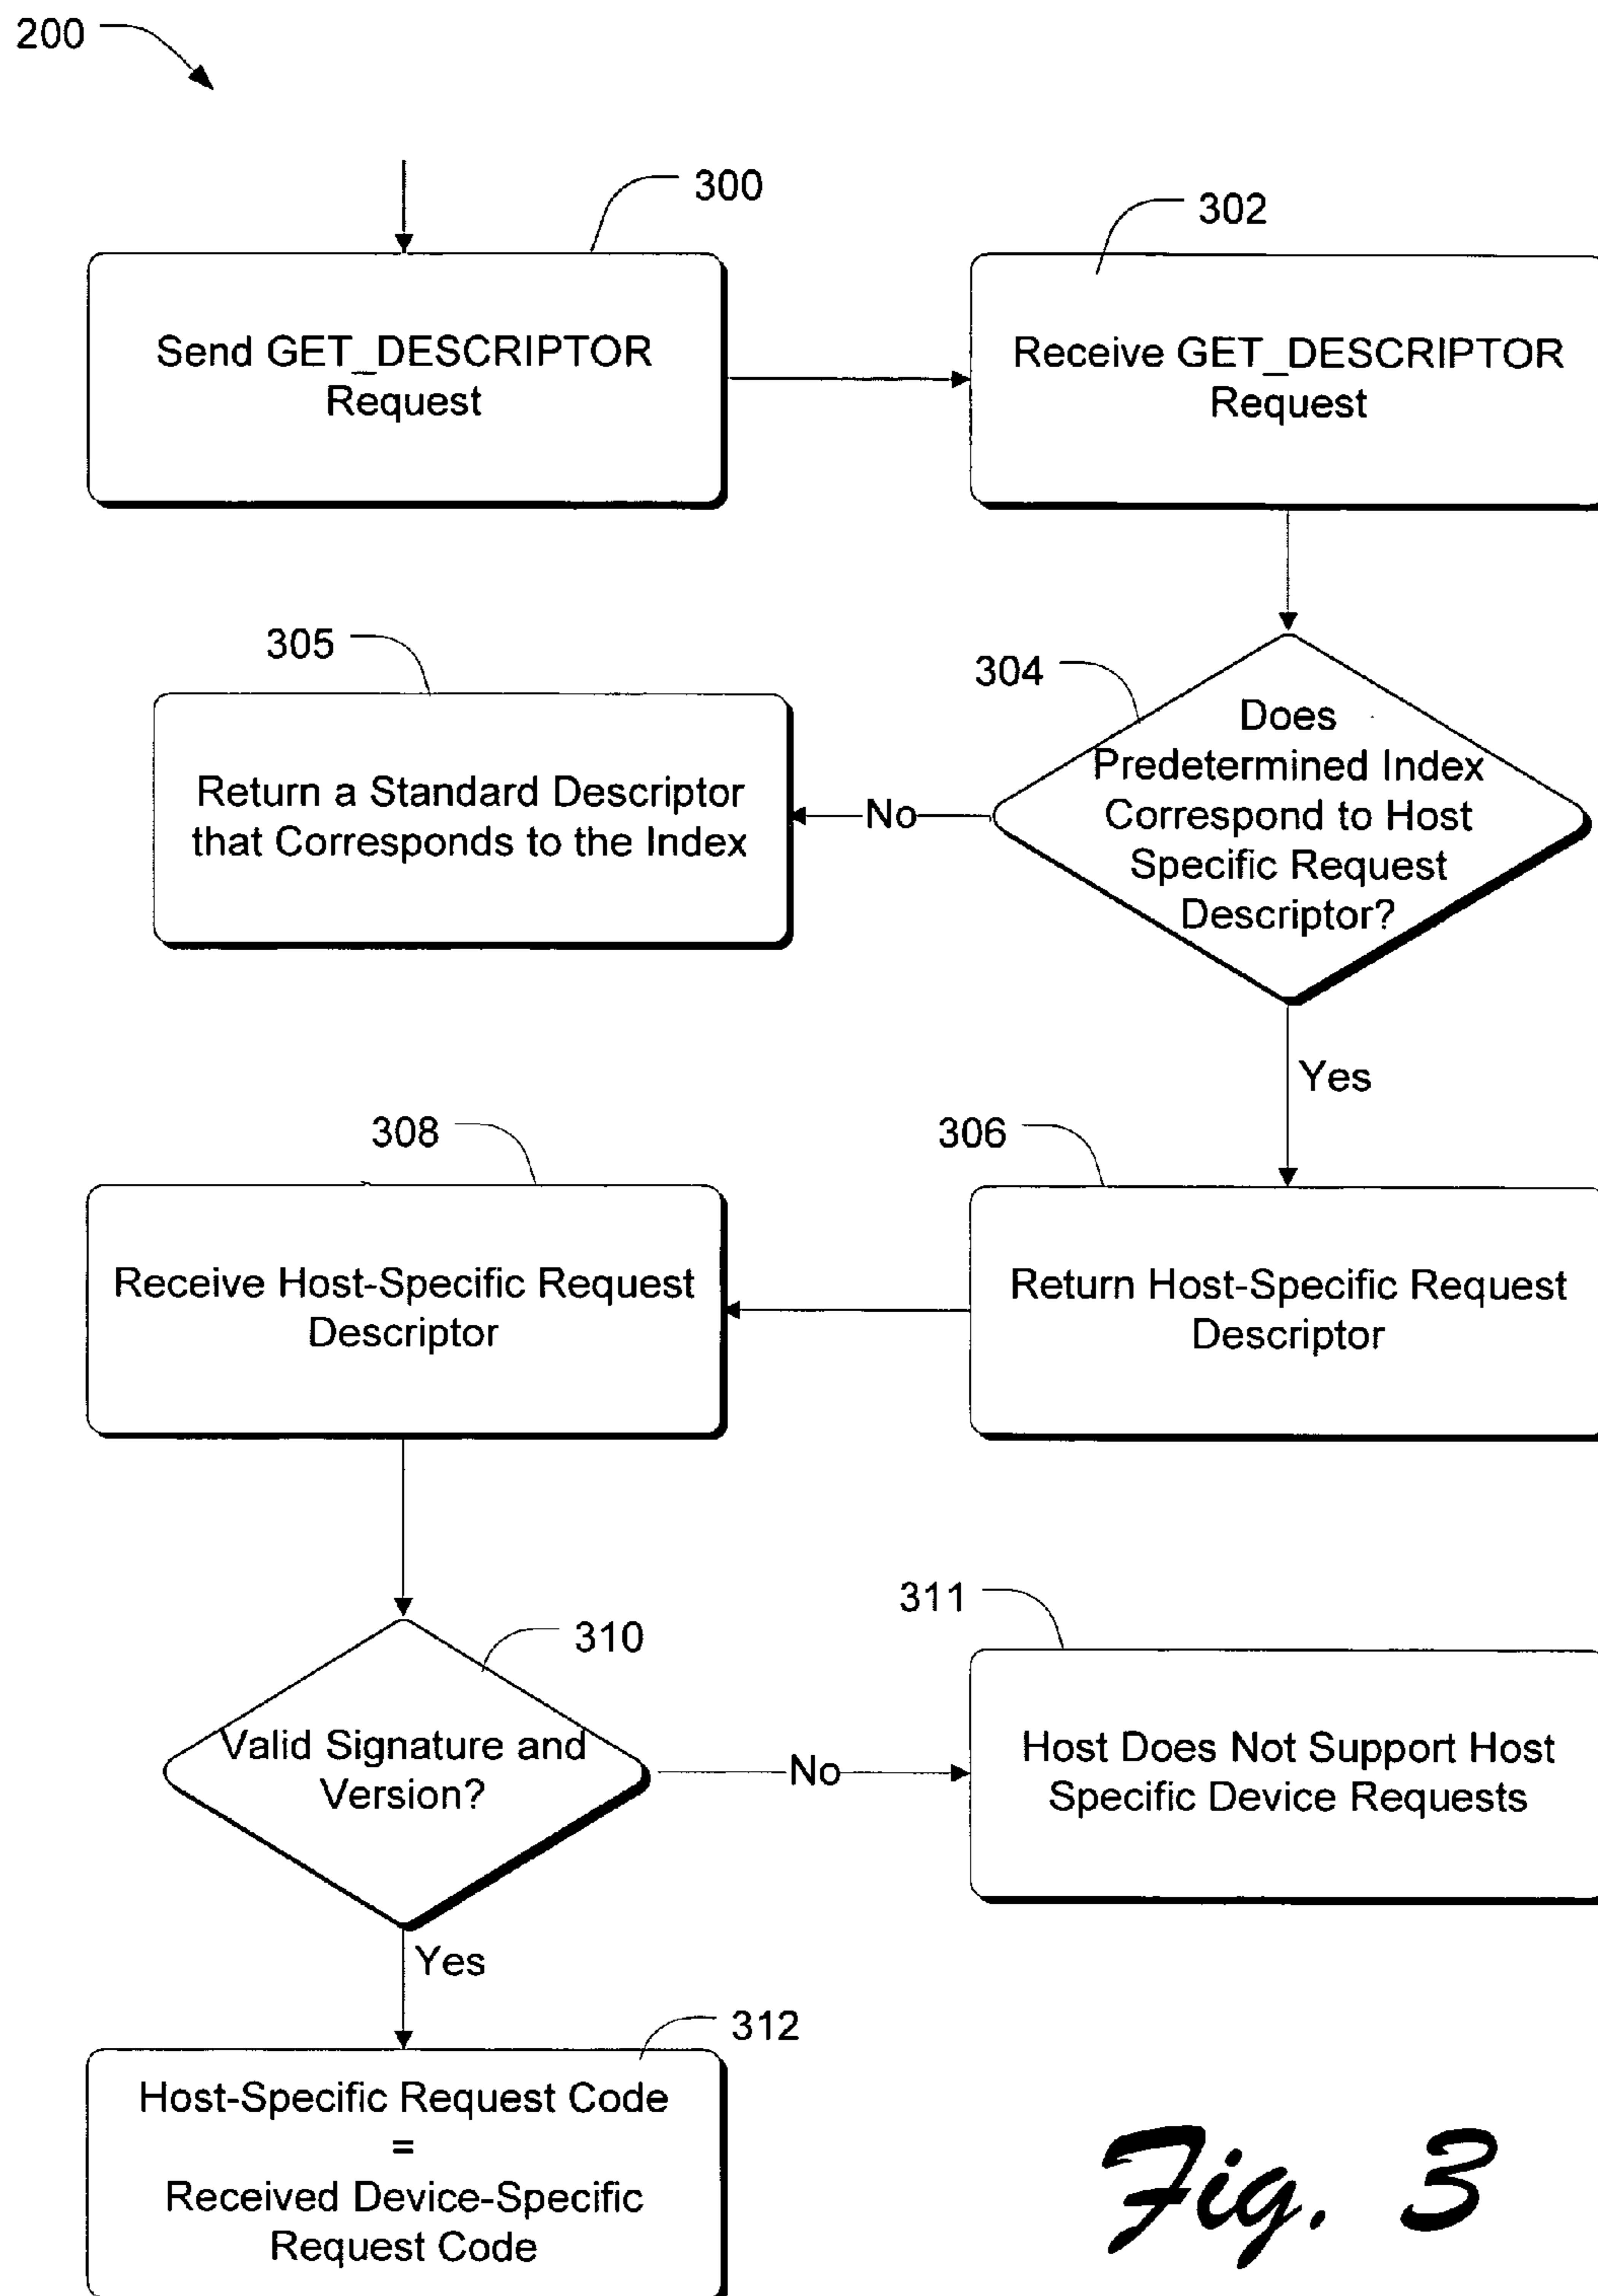 200
300
302
Send GET_DESCRIPTOR
Request
Receive GET_DESCRIPTOR
Request
305
304
Return a Standard Descriptor
that Corresponds to the Index
No
Does
Predetermined Index
Correspond to Host
Specific Request
Descriptor?
Yes
308
306
Receive Host-Specific Request
Descriptor
Return Host-Specific Request
Descriptor
310
311
Valid Signature and
Version?
No
Host Does Not Support Host
Specific Device Requests
Yes
312
Host-Specific Request Code
=
Received Device-Specific
Request Code
Fig. 3